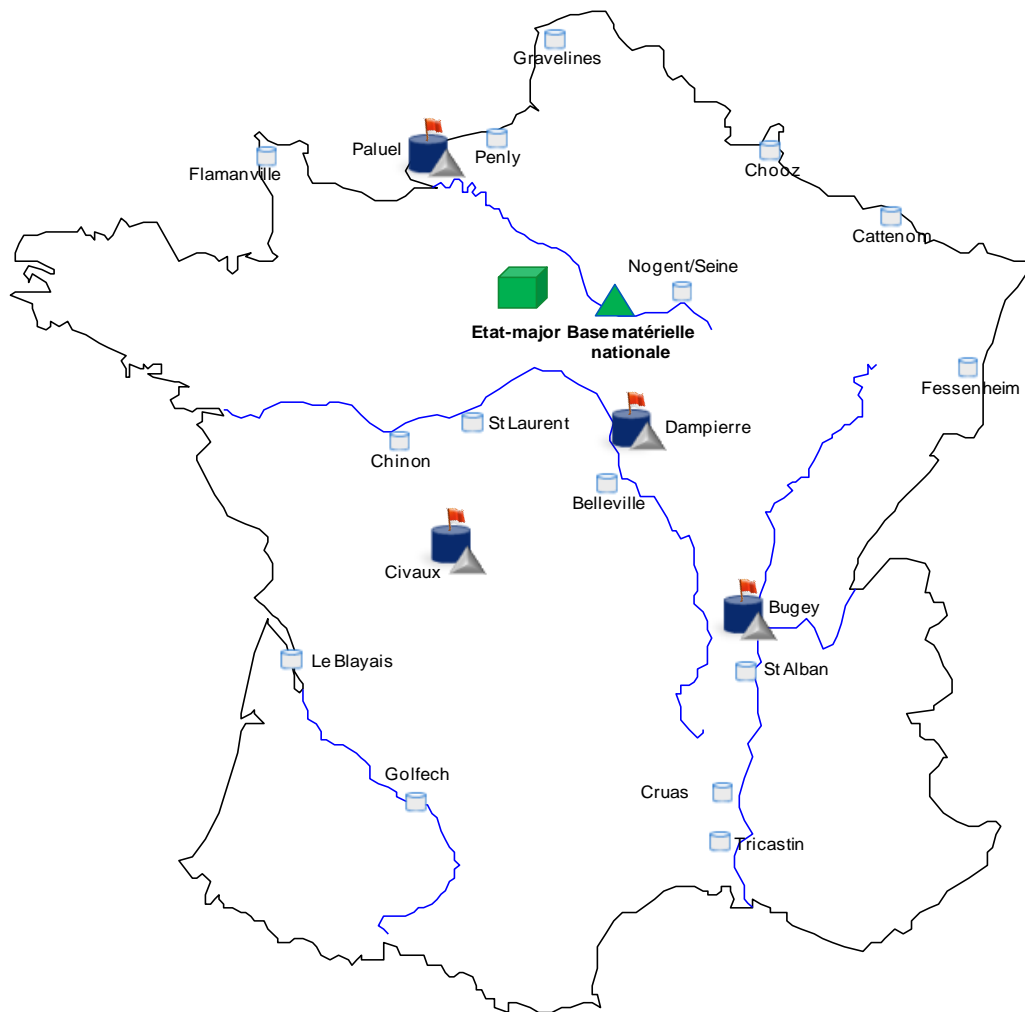 Gravelines
Paluel
Penly
Flamanville
Chooz
Cattenom
Nogent/Seine
Etat-major
Base matérielle
nationale
Fessenheim
St Laurent
Dampierre
Chinon
Belleville
Civaux
Bugey
Le Blayais
St Alban
Golfech
Cruas
Tricastin